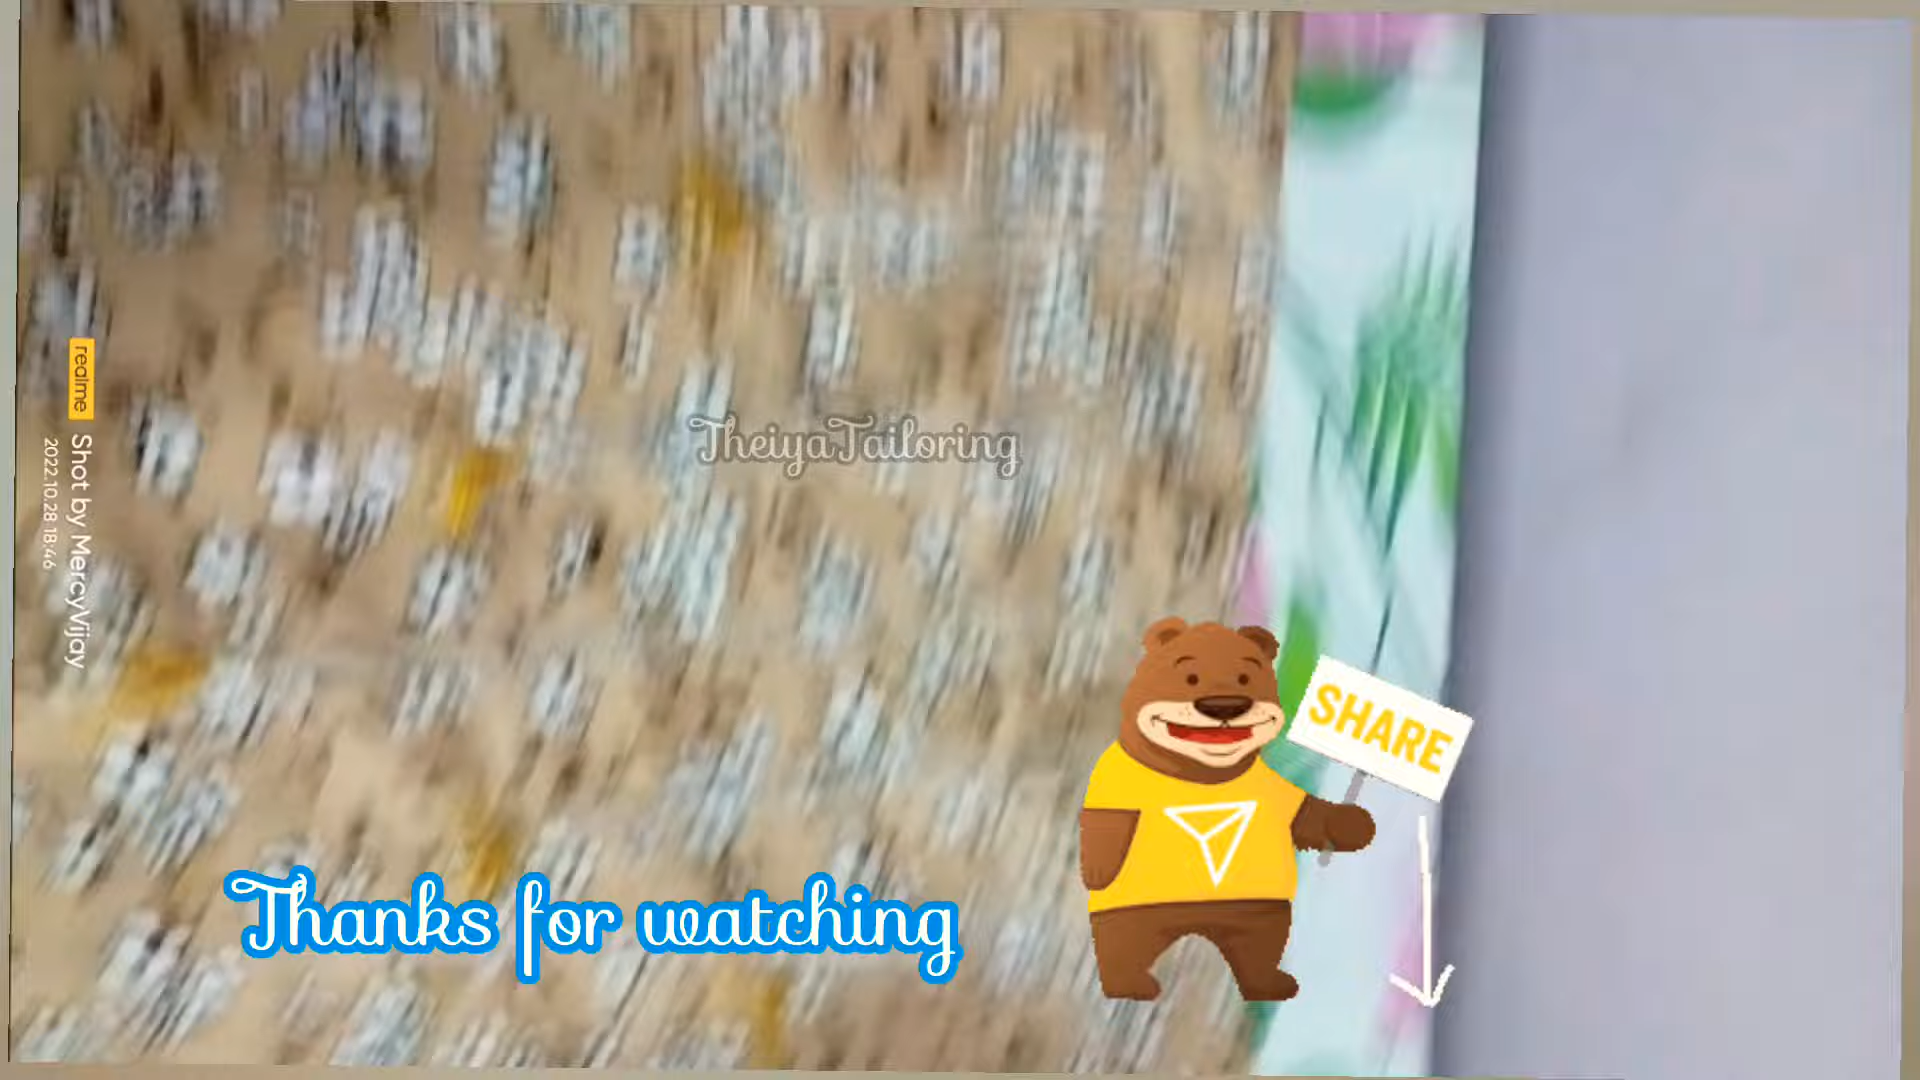 realme Shot by MercyVijay
2022.10.28 18:46
TheiyaTailoring
SHARE
Thanks for watching